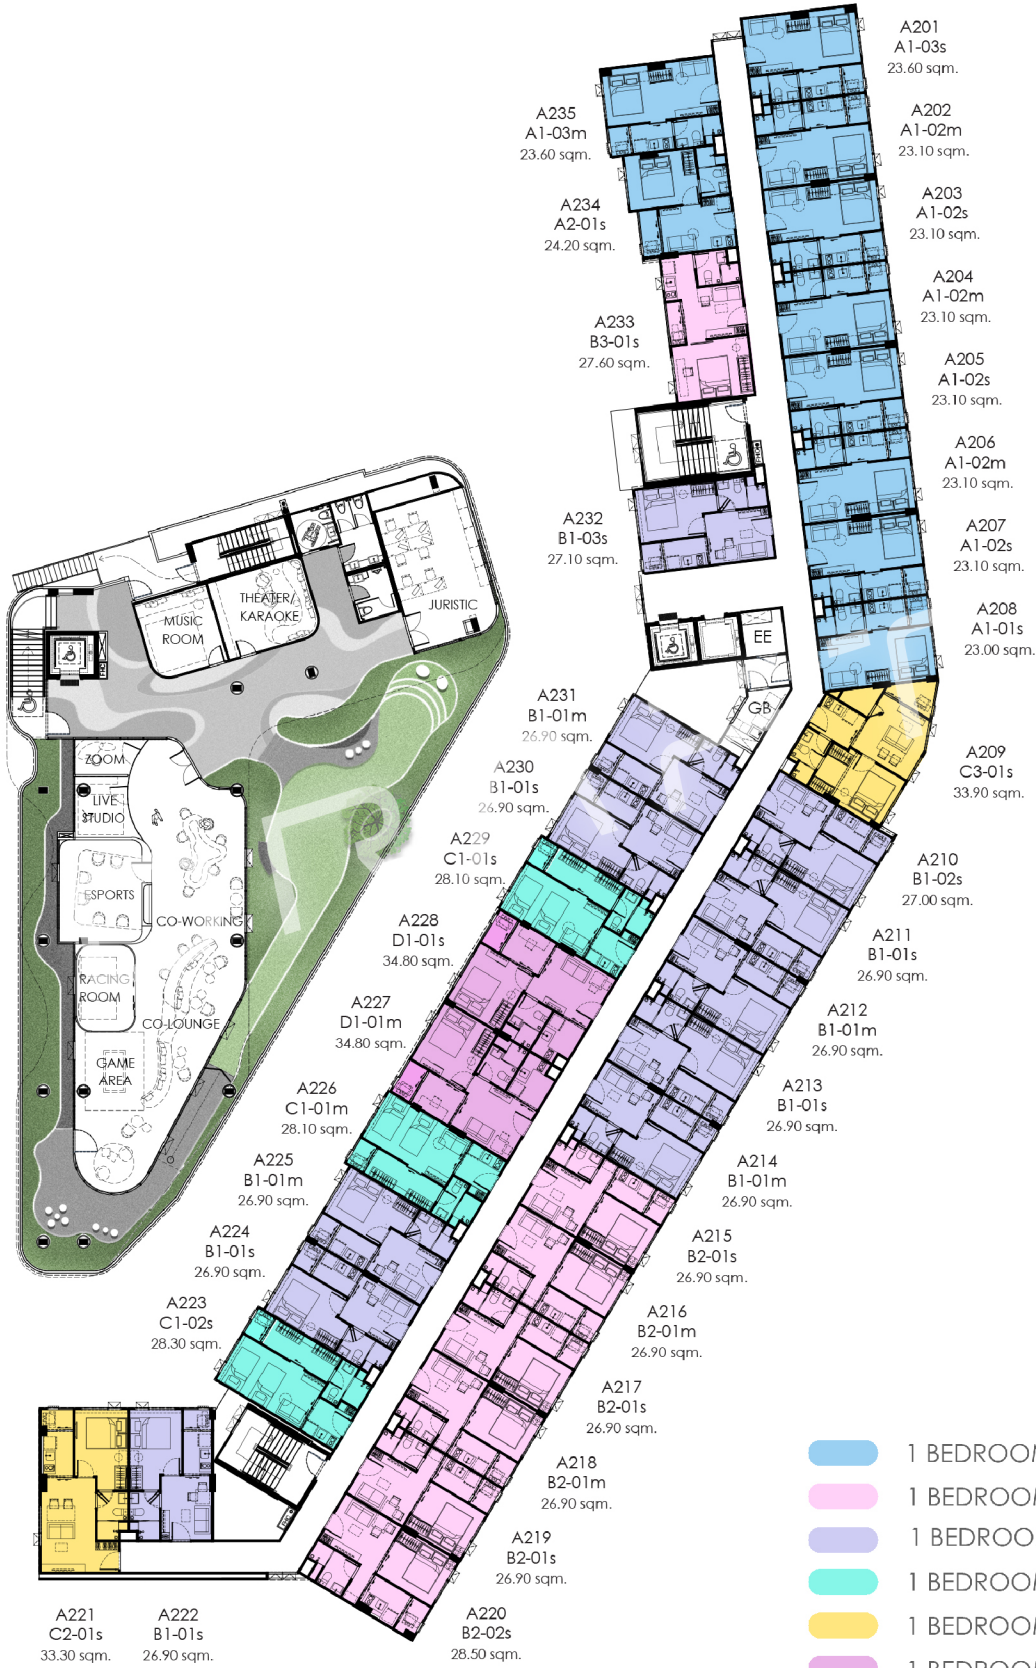 A201
A1-03s
23.60 sqm.
A202
A1-02m
23.10 sqm.
A203
A1-02s
23.10 sqm.
A204
A1-02m
23.10 sqm.
A205
A1-02s
23.10 sqm.
A206
A1-02m
23.10 sqm.
A207
A1-02s
23.10 sqm.
A208
A1-01s
23.00 sqm.
A209
C3-01s
33.90 sqm.
A210
B1-02s
27.00 sqm.
A211
B1-01s
26.90 sqm.
A212
B1-01m
26.90 sqm.
A213
B1-01s
26.90 sqm.
A214
B1-01m
26.90 sqm.
A215
B2-01s
26.90 sqm.
A216
B2-01m
26.90 sqm.
A217
B2-01s
26.90 sqm.
A218
B2-01m
26.90 sqm.
A219
B2-01s
26.90 sqm.
A220
B2-02s
28.50 sqm.
A221
C2-01s
33.30 sqm.
A222
B1-01s
26.90 sqm.
A223
C1-02s
28.30 sqm.
A224
B1-01s
26.90 sqm.
A225
B1-01m
26.90 sqm.
A226
C1-01m
28.10 sqm.
A227
D1-01m
34.80 sqm.
A228
D1-01s
34.80 sqm.
A229
C1-01s
28.10 sqm.
A230
B1-01s
26.90 sqm.
A231
B1-01m
26.90 sqm.
A232
B1-03s
27.10 sqm.
A233
B3-01s
27.60 sqm.
A234
A2-01s
24.20 sqm.
A235
A1-03m
23.60 sqm.
EE
GB
MUSIC
ROOM
THEATER/
KARAOKE
JURISTIC
ZOOM
LIVE
STUDIO
ESPORTS
CO-WORKING
RACING
ROOM
CO-LOUNGE
GAME
AREA
1 BEDROOM
1 BEDROOM
1 BEDROO
1 BEDROOM
1 BEDROOM
1 BEDROOM